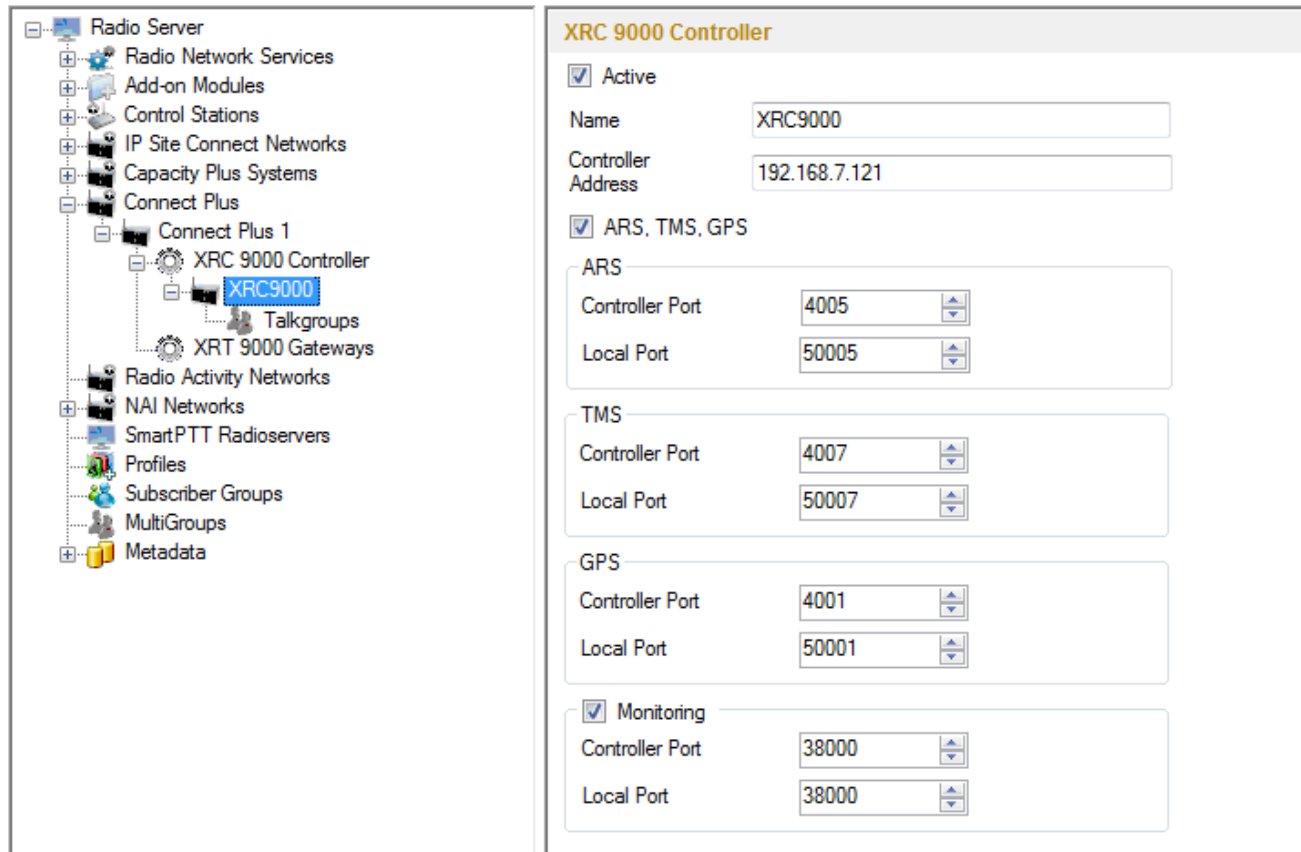 Radio Server
Radio Network Services
Add-on Modules
Control Stations
IP Site Connect Networks
Capacity Plus Systems
Connect Plus
Connect Plus 1
XRC 9000 Controller
XRC9000
Talkgroups
XRT 9000 Gateways
Radio Activity Networks
NAI Networks
SmartPTT Radioservers
Profiles
Subscriber Groups
MultiGroups
Metadata
XRC 9000 Controller
Active
Name XRC9000
Controller
Address 192.168.7.121
ARS, TMS, GPS
ARS
Controller Port 4005
Local Port 50005
TMS
Controller Port 4007
Local Port 50007
GPS
Controller Port 4001
Local Port 50001
Monitoring
Controller Port 38000
Local Port 38000